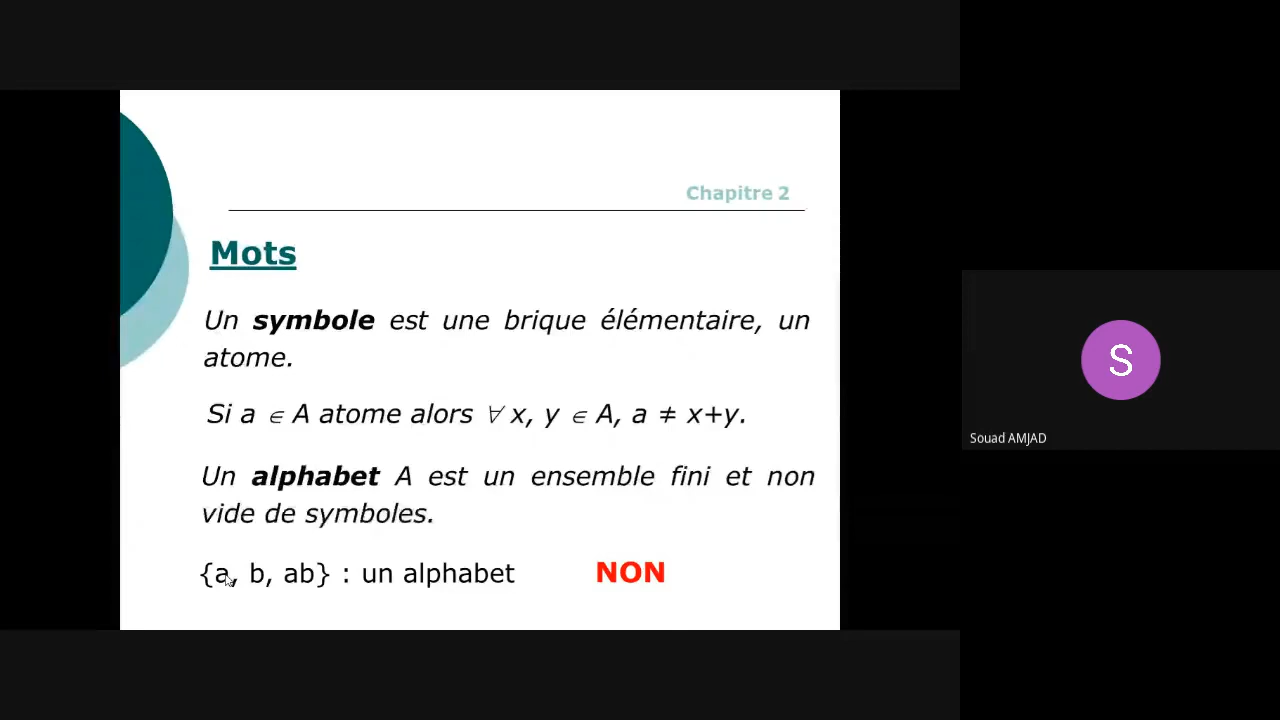 Chapitre 2
Mots
Un symbole est une brique élémentaire, un
atome.
Si a ∈ A atome alors ∀ x, y ∈ A, a ≠ x+y.
Un alphabet A est un ensemble fini et non
vide de symboles.
{a, b, ab} : un alphabet NON
S
Souad AMJAD